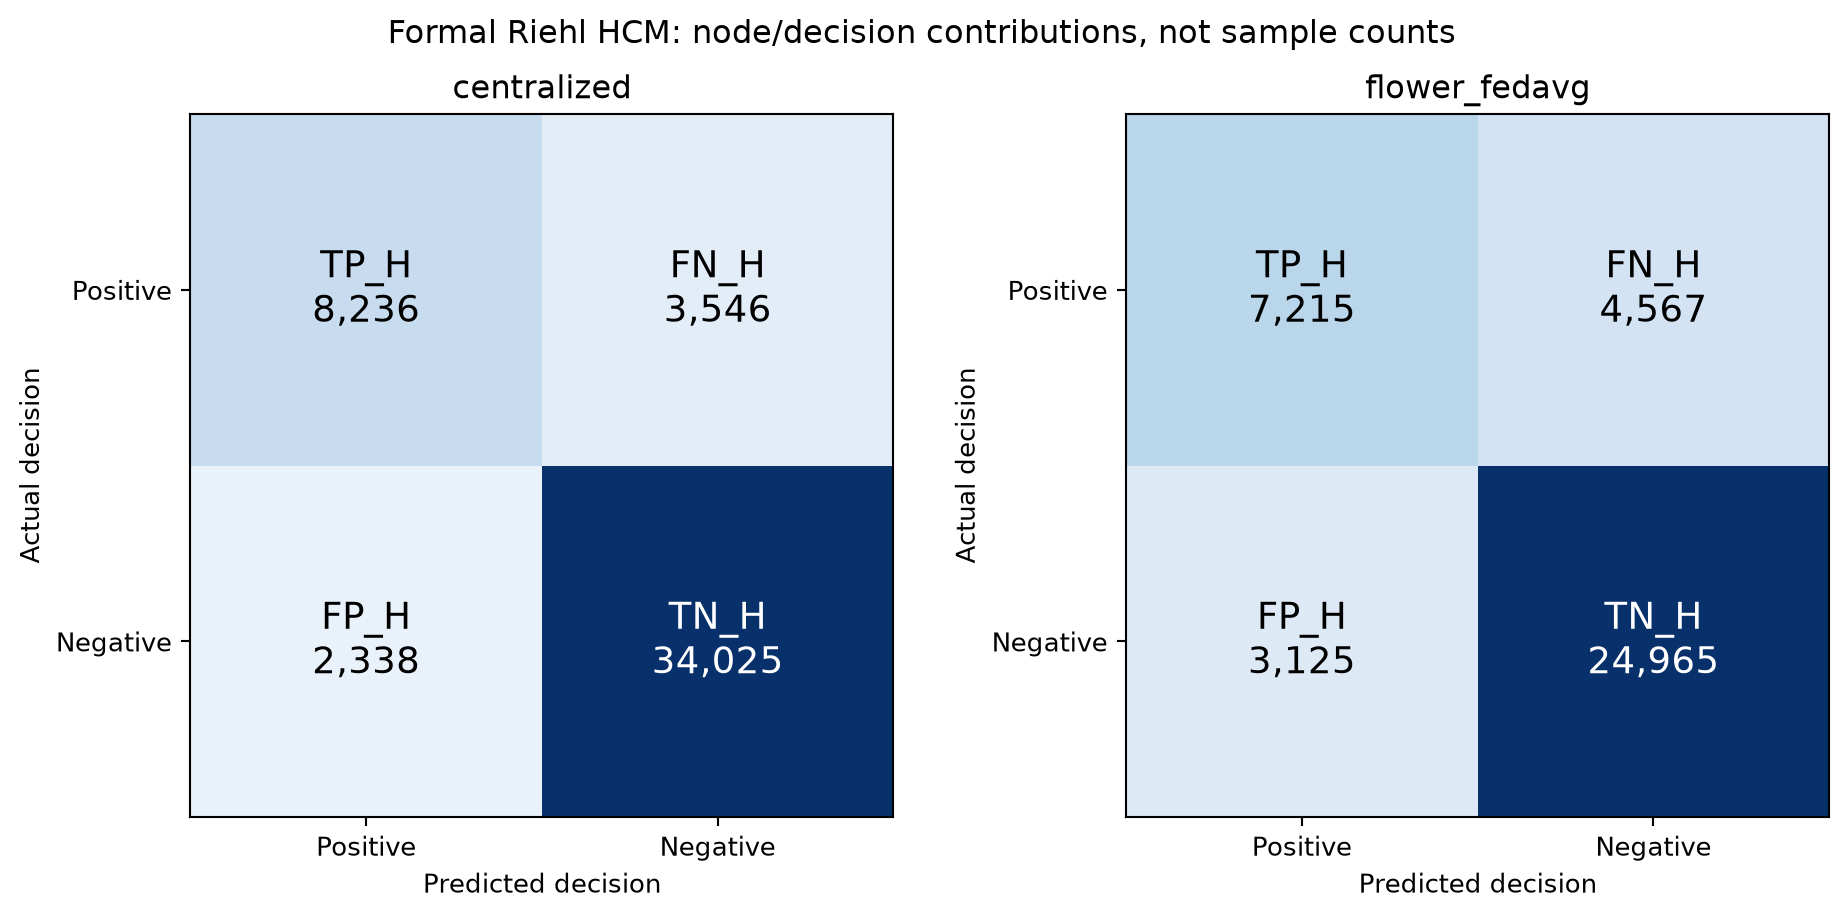 Formal Riehl HCM: node/decision contributions, not sample counts
centralized
Actual decision
Positive
Negative
TP_H
8,236
FN_H
3,546
FP_H
2,338
TN_H
34,025
Positive
Negative
Predicted decision
flower_fedavg
Actual decision
Positive
Negative
TP_H
7,215
FN_H
4,567
FP_H
3,125
TN_H
24,965
Positive
Negative
Predicted decision